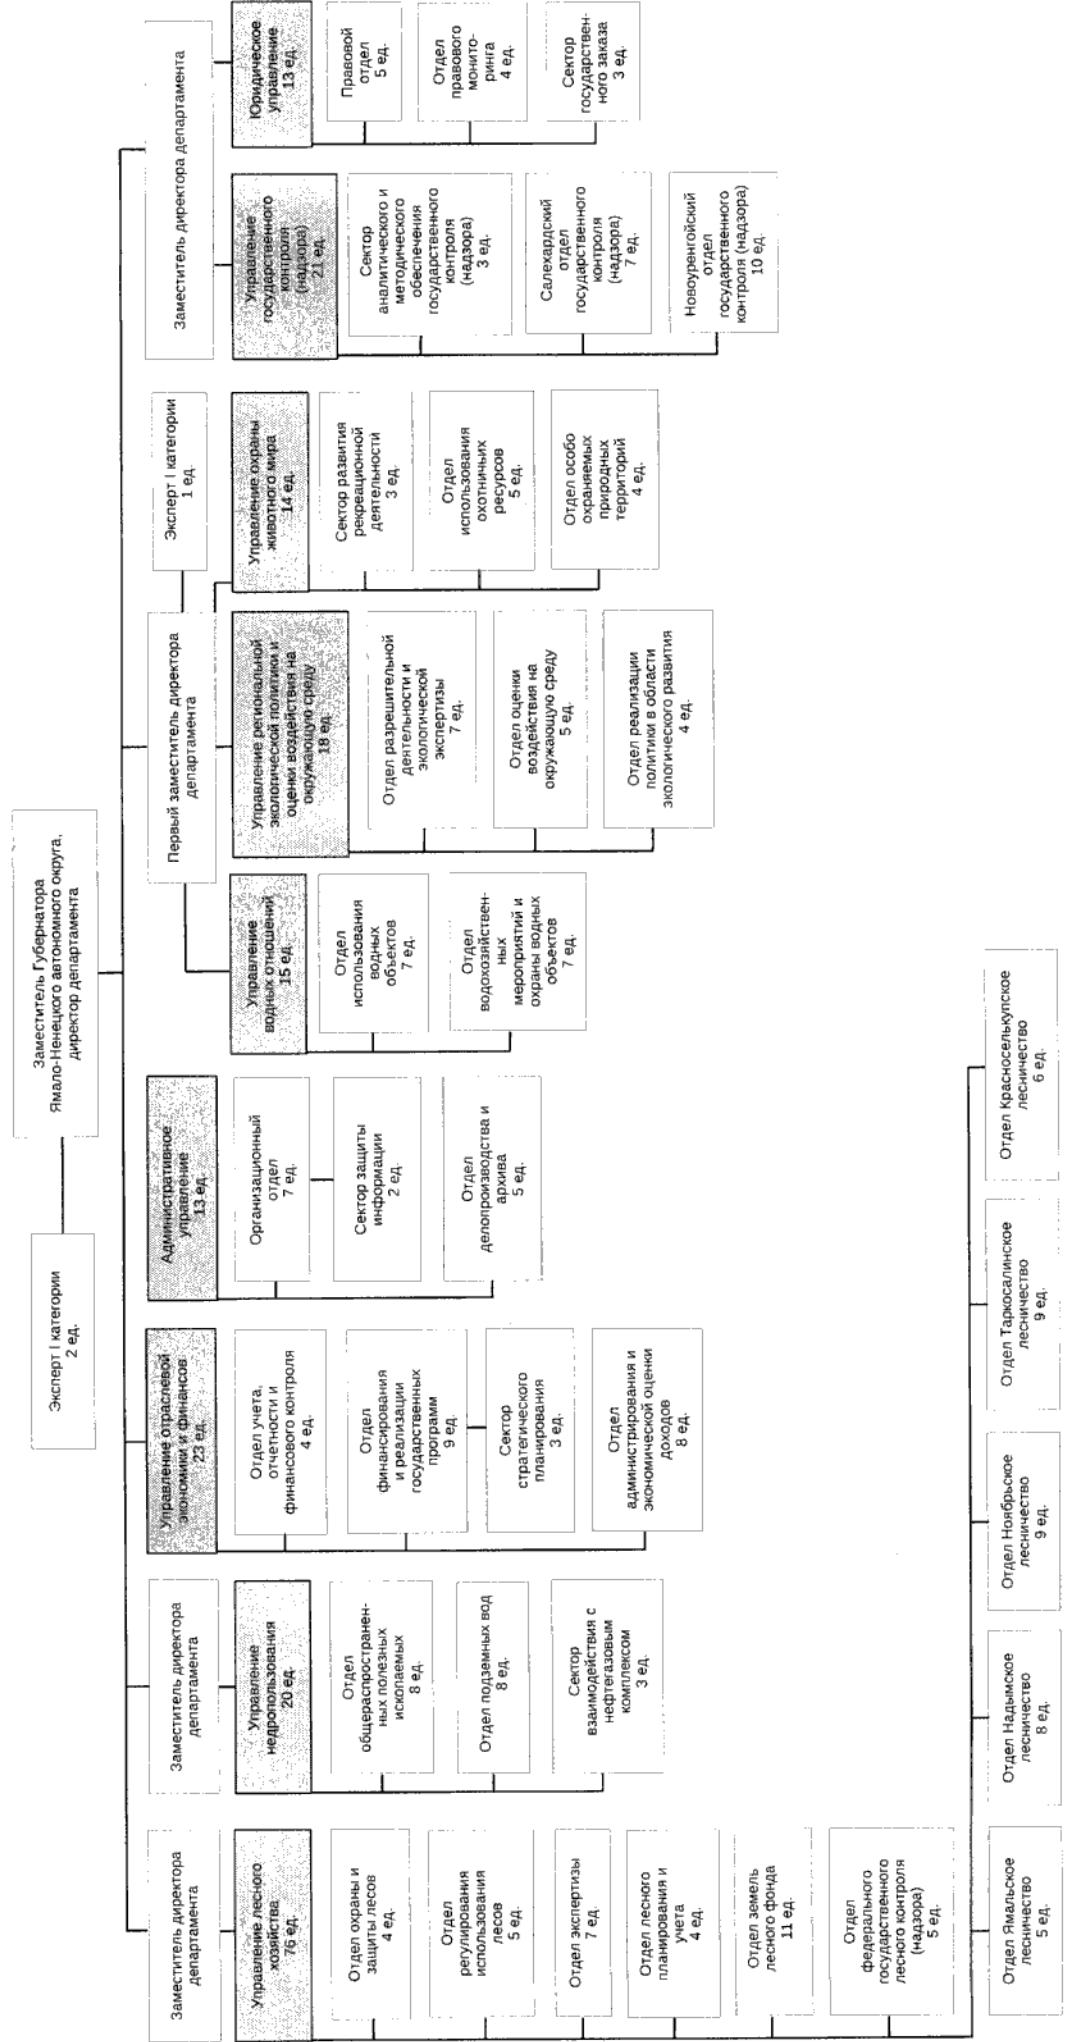 Заместитель Губернатора
Ямало-Ненецкого автономного округа,
директор департамента
Эксперт I категории
2 ед.
Заместитель директора
департамента
Управление лесного
хозяйства
76 ед.
Отдел охраны и
защиты лесов
4 ед.
Отдел
регулирования
использования
лесов
5 ед.
Отдел экспертизы
7 ед.
Отдел лесного
планирования и
учета
4 ед.
Отдел земель
лесного фонда
11 ед.
Отдел
федерального
государственного
лесного контроля
(надзора)
5 ед.
Отдел Ямальское
лесничество
5 ед.
Отдел Надымское
лесничество
8 ед.
Отдел Ноябрьское
лесничество
9 ед.
Отдел Таркосалинское
лесничество
9 ед.
Отдел Красноселькупское
лесничество
6 ед.
Заместитель директора
департамента
Управление
недропользования
20 ед.
Отдел
общераспространен-
ных полезных
ископаемых
8 ед.
Отдел подземных вод
8 ед.
Сектор
взаимодействия с
нефтегазовым
комплексом
3 ед.
Управление отраслевой
экономики и финансов
23 ед.
Отдел учета,
отчетности и
финансового контроля
4 ед.
Отдел
финансирования
и реализации
государственных
программ
9 ед.
Сектор
стратегического
планирования
3 ед.
Отдел
администрирования и
экономической оценки
доходов
8 ед.
Административное
управление
13 ед.
Организационный
отдел
7 ед.
Сектор защиты
информации
2 ед.
Отдел
делопроизводства и
архива
5 ед.
Первый заместитель директора
департамента
Эксперт I категории
1 ед.
Управление
водных отношений
15 ед.
Отдел
использования
водных
объектов
7 ед.
Отдел
водохозяйствен-
ных
мероприятий и
охраны водных
объектов
7 ед.
Управление региональной
экологической политики и
оценки воздействия на
окружающую среду
18 ед.
Отдел разрешительной
деятельности и
экологической
экспертизы
7 ед.
Отдел оценки
воздействия на
окружающую среду
5 ед.
Отдел реализации
политики в области
экологического развития
4 ед.
Управление охраны
животного мира
14 ед.
Сектор развития
рекреационной
деятельности
3 ед.
Отдел
использования
охотничьих
ресурсов
5 ед.
Отдел особо
охраняемых
природных
территорий
4 ед.
Заместитель директора департамента
Управление
государственного
контроля
(надзора)
21 ед.
Сектор
аналитического и
методического
обеспечения
государственного
контроля
(надзора)
3 ед.
Салехардский
отдел
государственного
контроля
(надзора)
7 ед.
Новоуренгойский
отдел
государственного
контроля (надзора)
10 ед.
Юридическое
управление
13 ед.
Правовой
отдел
5 ед.
Отдел
правового
монито-
ринга
4 ед.
Сектор
государствен-
ного заказа
3 ед.